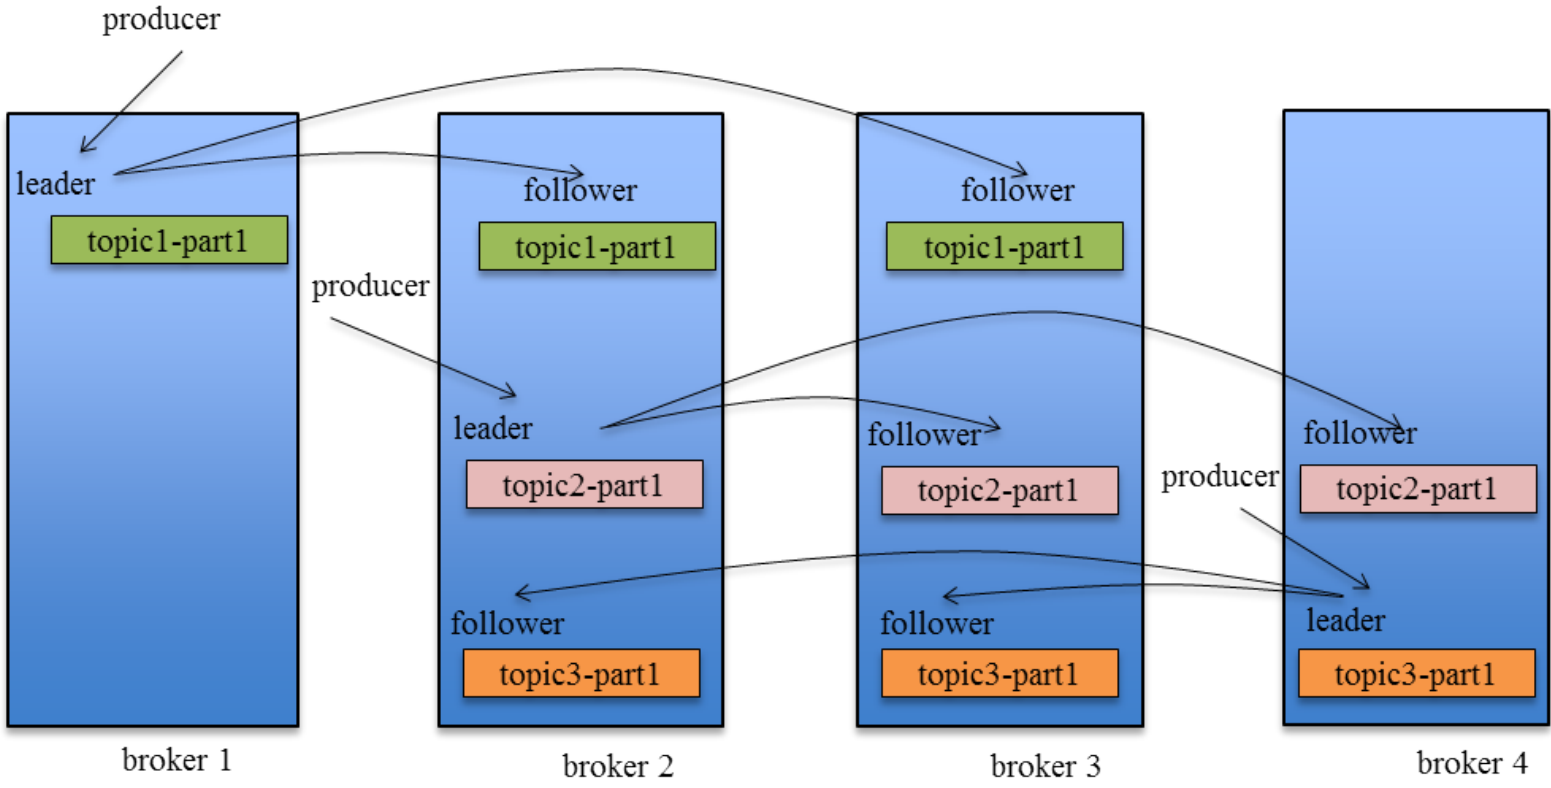 producer
leader
follower
follower
topic1-part1
topic1-part1
topic1-part1
producer
leader
follower
follower
producer
topic2-part1
topic2-part1
topic2-part1
follower
follower
leader
topic3-part1
topic3-part1
topic3-part1
broker 1
broker 2
broker 3
broker 4